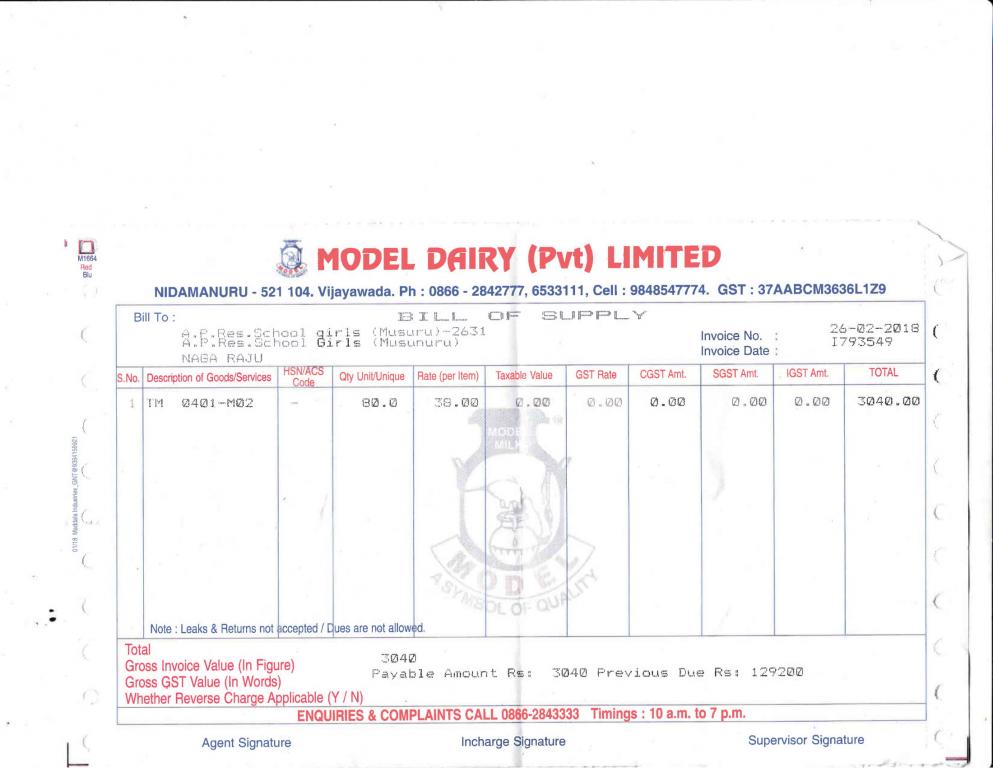 M1664
Red
Blu
MODEL
MODEL DAIRY (Pvt) LIMITED
NIDAMANURU - 521 104. Vijayawada. Ph : 0866 - 2842777, 6533111, Cell : 9848547774. GST : 37AABCM3636L1Z9
Bill To :
BILL OF SUPPLY
A.P.Res.School girls (Musuru)-2631
A.P.Res.School Girls (Musunuru)
NAGA RAJU
Invoice No. : 26-02-2018
Invoice Date : I793549
S.No. Description of Goods/Services HSN/ACS Code Qty Unit/Unique Rate (per Item) Taxable Value GST Rate CGST Amt. SGST Amt. IGST Amt. TOTAL
1 TM 0401-M02 - 80.0 38.00 0.00 0.00 0.00 0.00 0.00 3040.00
MODEL
MILK
MODEL
A SYMBOL OF QUALITY
Note : Leaks & Returns not accepted / Dues are not allowed.
Total
Gross Invoice Value (In Figure) 3040
Gross GST Value (In Words) Payable Amount Rs: 3040 Previous Due Rs: 129200
Whether Reverse Charge Applicable (Y / N)
ENQUIRIES & COMPLAINTS CALL 0866-2843333 Timings : 10 a.m. to 7 p.m.
Agent Signature Incharge Signature Supervisor Signature